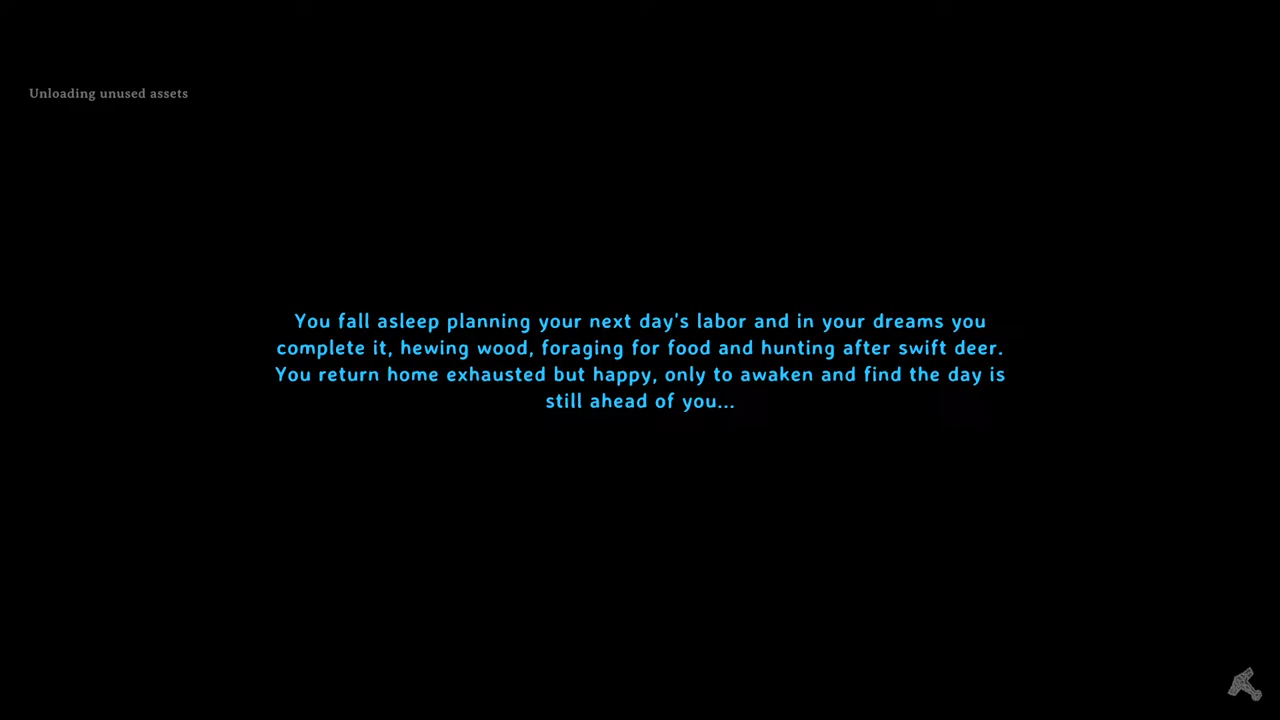 Unloading unused assets
You fall asleep planning your next day's labor and in your dreams you
complete it, hewing wood, foraging for food and hunting after swift deer.
You return home exhausted but happy, only to awaken and find the day is
still ahead of you...